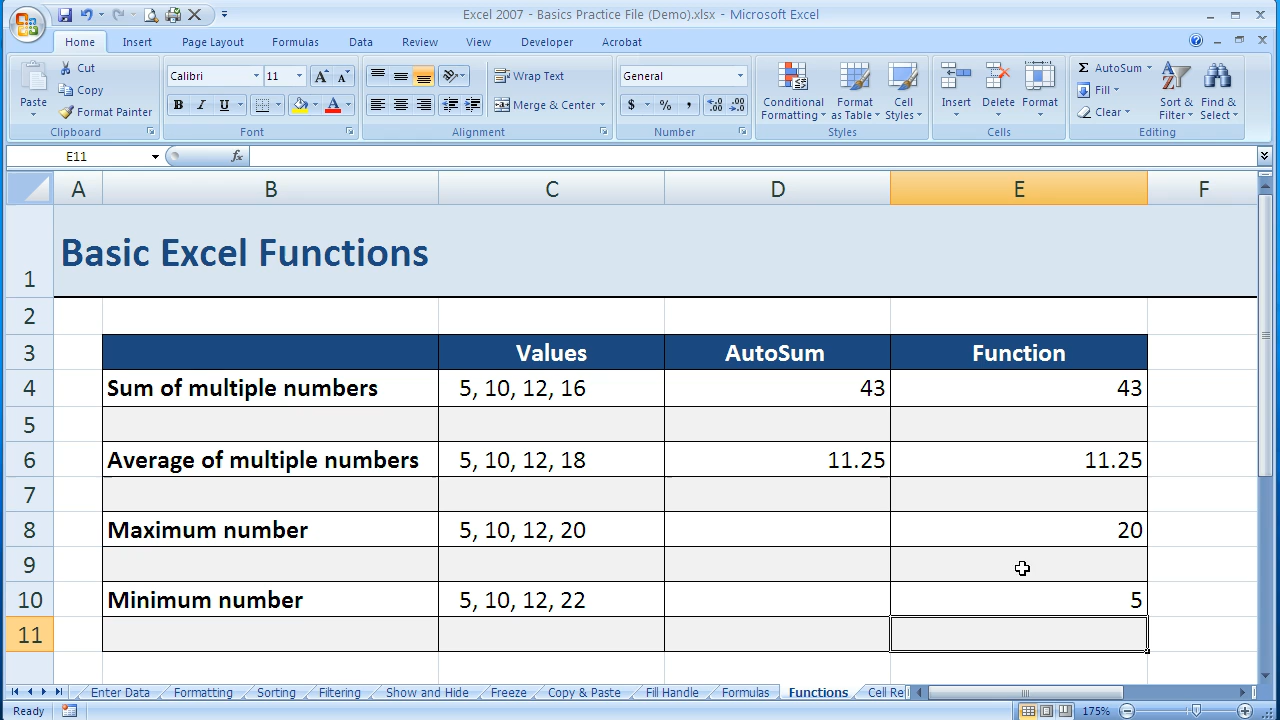 Excel 2007 - Basics Practice File (Demo).xlsx - Microsoft Excel
Home Insert Page Layout Formulas Data Review View Developer Acrobat
Paste Cut Copy Format Painter
Calibri 11
B I U A
Wrap Text
Merge & Center
General
$ % ,
Conditional Formatting Format as Table Cell Styles
Insert Delete Format
Σ AutoSum Fill Clear
Sort & Filter Find & Select
Clipboard Font Alignment Number Styles Cells Editing
E11 fx
A B C D E F
1 Basic Excel Functions
2
3 Values AutoSum Function
4 Sum of multiple numbers 5, 10, 12, 16 43 43
5
6 Average of multiple numbers 5, 10, 12, 18 11.25 11.25
7
8 Maximum number 5, 10, 12, 20 20
9
10 Minimum number 5, 10, 12, 22 5
11
Enter Data Formatting Sorting Filtering Show and Hide Freeze Copy & Paste Fill Handle Formulas Functions Cell Re
Ready 175%